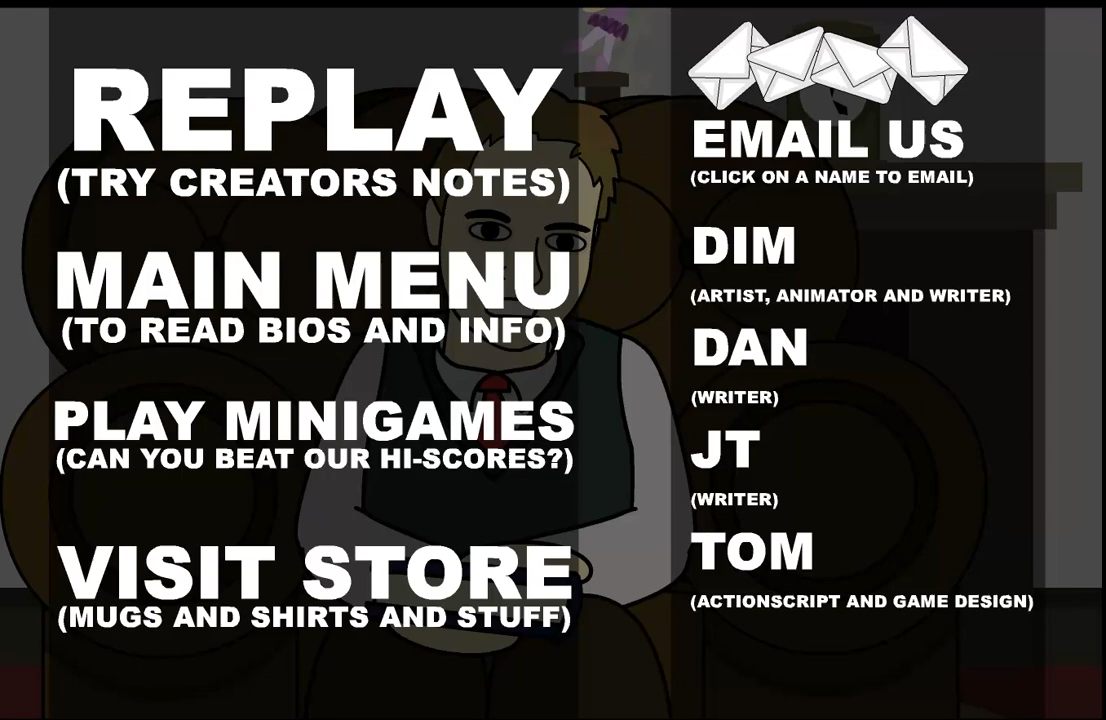 REPLAY
(TRY CREATORS NOTES)
MAIN MENU
(TO READ BIOS AND INFO)
PLAY MINIGAMES
(CAN YOU BEAT OUR HI-SCORES?)
VISIT STORE
(MUGS AND SHIRTS AND STUFF)
EMAIL US
(CLICK ON A NAME TO EMAIL)
DIM
(ARTIST, ANIMATOR AND WRITER)
DAN
(WRITER)
JT
(WRITER)
TOM
(ACTIONSCRIPT AND GAME DESIGN)